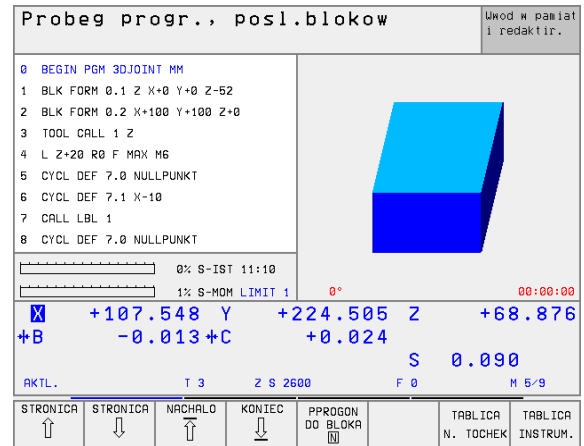 Probeg progr., posl.blokow
Uwod w pamiat
i redaktir.
0 BEGIN PGM 3DJOINT MM
1 BLK FORM 0.1 Z X+0 Y+0 Z-52
2 BLK FORM 0.2 X+100 Y+100 Z+0
3 TOOL CALL 1 Z
4 L Z+20 R0 F MAX M6
5 CYCL DEF 7.0 NULLPUNKT
6 CYCL DEF 7.1 X-10
7 CALL LBL 1
8 CYCL DEF 7.0 NULLPUNKT
0% S-IST 11:10
1% S-MOM LIMIT 1
0° 00:00:00
X +107.548 Y +224.505 Z +68.876
B -0.013 C +0.024
S 0.090
AKTL. T 3 Z S 2600 F 0 M 5/9
STRONICA STRONICA NACHALO KONIEC PPROGON DO BLOKA N TABLICA N. TOCHEK TABLICA INSTRUM.